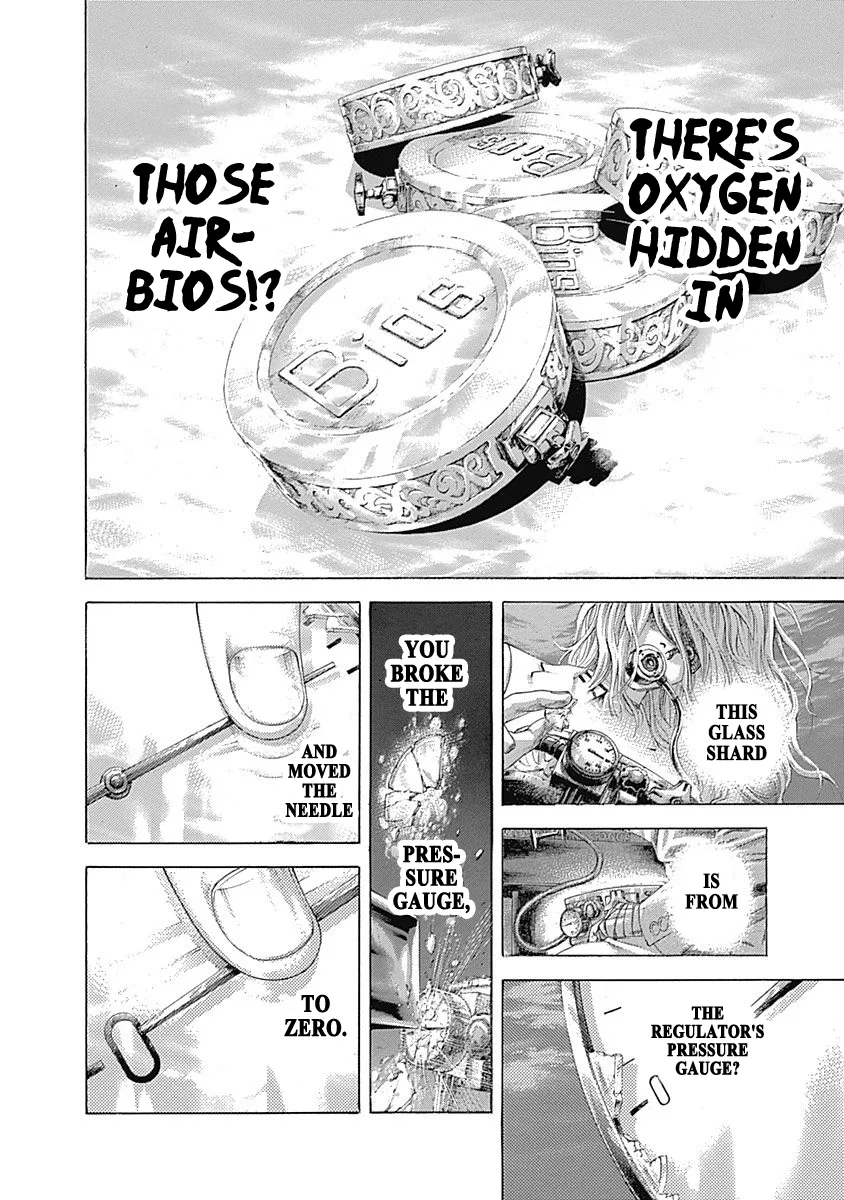 THERE'S
OXYGEN
HIDDEN
IN
THOSE
AIR-
BIOS!?
Bios
Bios
Bios
THIS
GLASS
SHARD
IS
FROM
THE
REGULATOR'S
PRESSURE
GAUGE?
YOU
BROKE
THE
PRES-
SURE
GAUGE,
AND
MOVED
THE
NEEDLE
TO
ZERO.